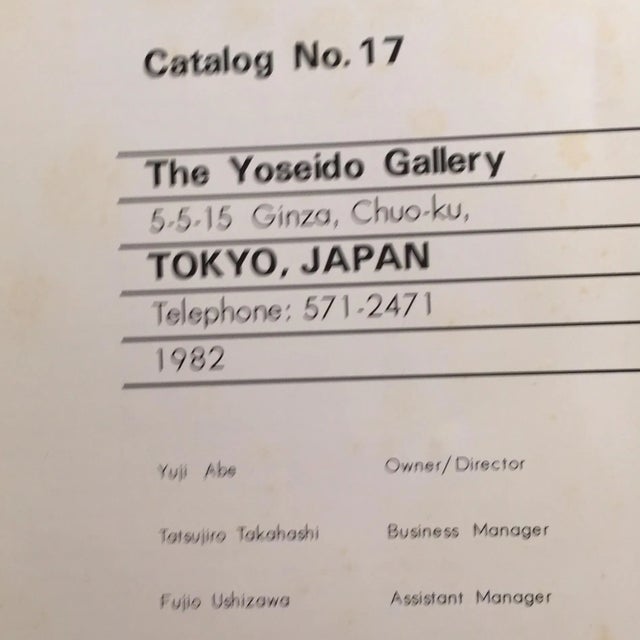 Catalog No.17
The Yoseido Gallery
5-5-15 Ginza, Chuo-ku,
TOKYO, JAPAN
Telephone: 571-2471
1982
Yuji Abe Owner/Director
Tatsujiro Takahashi Business Manager
Fujio Ushizawa Assistant Manager